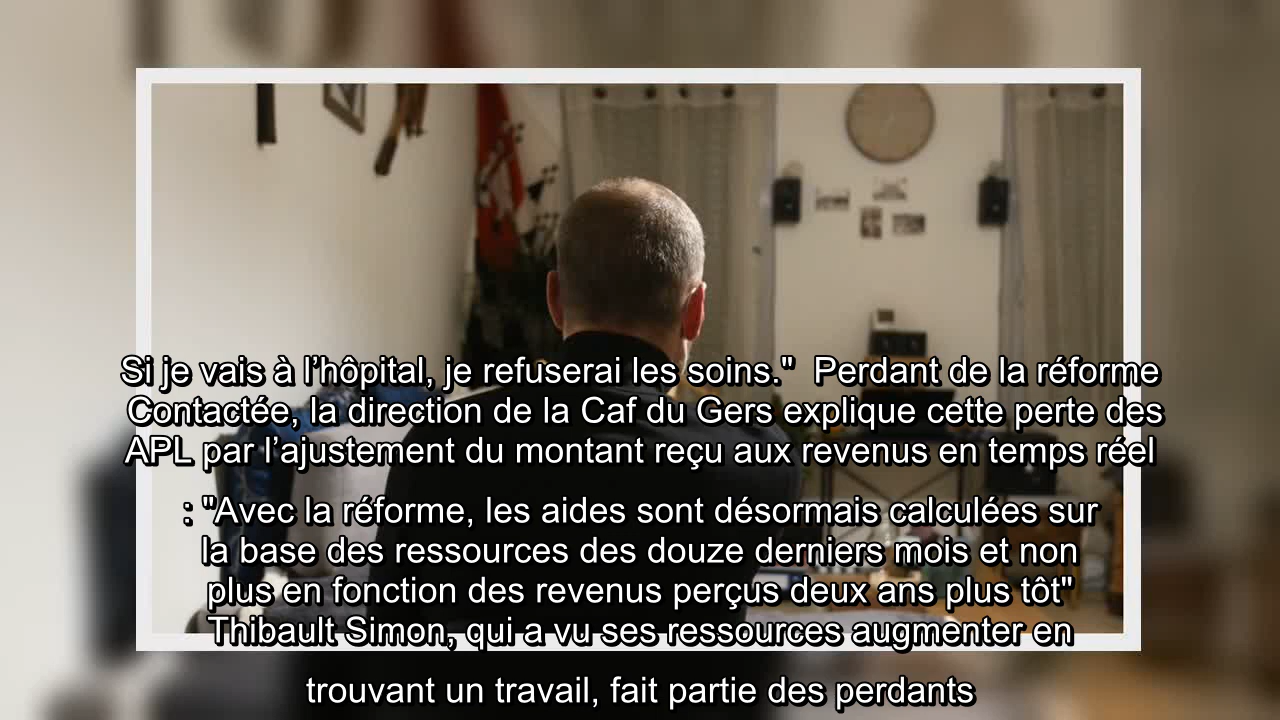 Si je vais à l’hôpital, je refuserai les soins."  Perdant de la réforme
Contactée, la direction de la Caf du Gers explique cette perte des
APL par l’ajustement du montant reçu aux revenus en temps réel
: "Avec la réforme, les aides sont désormais calculées sur
la base des ressources des douze derniers mois et non
plus en fonction des revenus perçus deux ans plus tôt"
Thibault Simon, qui a vu ses ressources augmenter en
trouvant un travail, fait partie des perdants